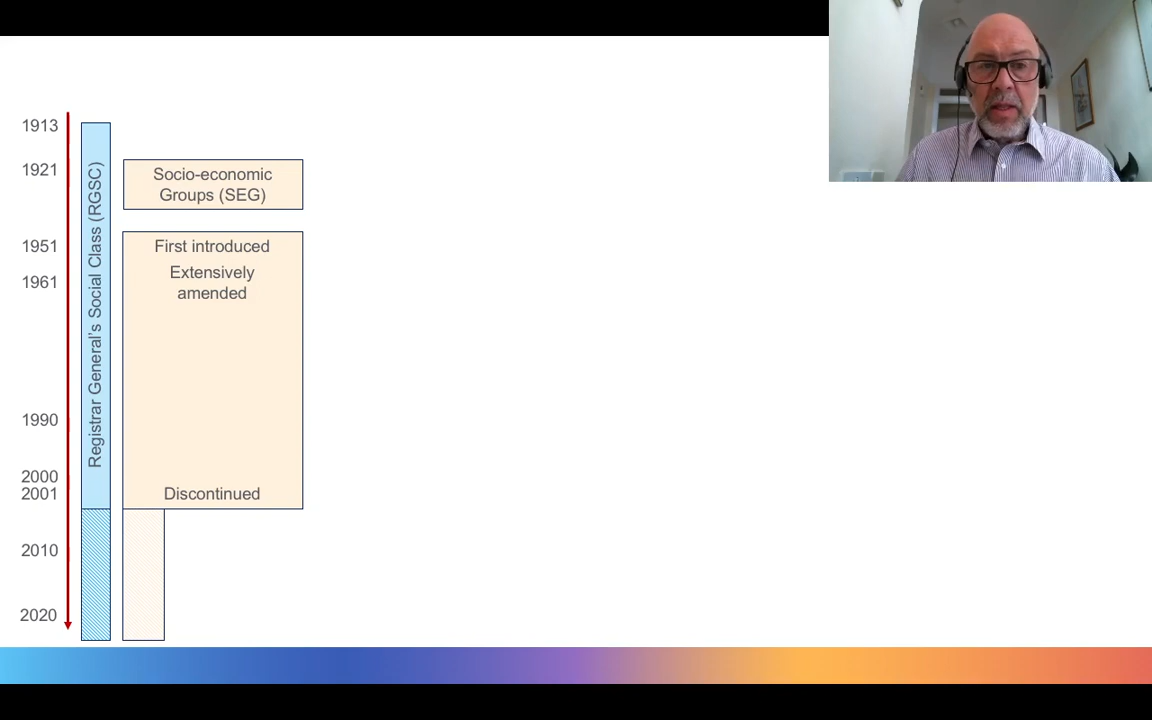 1913
1921
1951
1961
1990
2000
2001
2010
2020
Registrar General's Social Class (RGSC)
Socio-economic
Groups (SEG)
First introduced
Extensively
amended
Discontinued